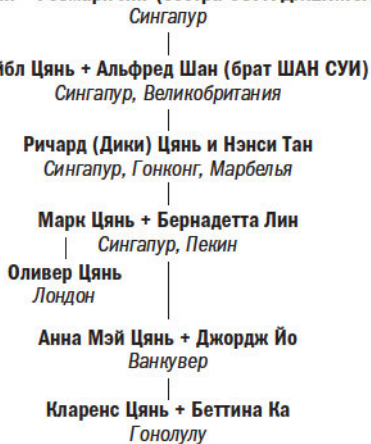 Сингапур
Цянь + Альфред Шан (брат ШАН СУИ)
Сингапур, Великобритания
Ричард (Дики) Цянь и Нэнси Тан
Сингапур, Гонконг, Марбелья
Марк Цянь + Бернадетта Лин
Сингапур, Пекин
Оливер Цянь
Лондон
Анна Мэй Цянь + Джордж Йо
Ванкувер
Кларенс Цянь + Беттина Ка
Гонолулу